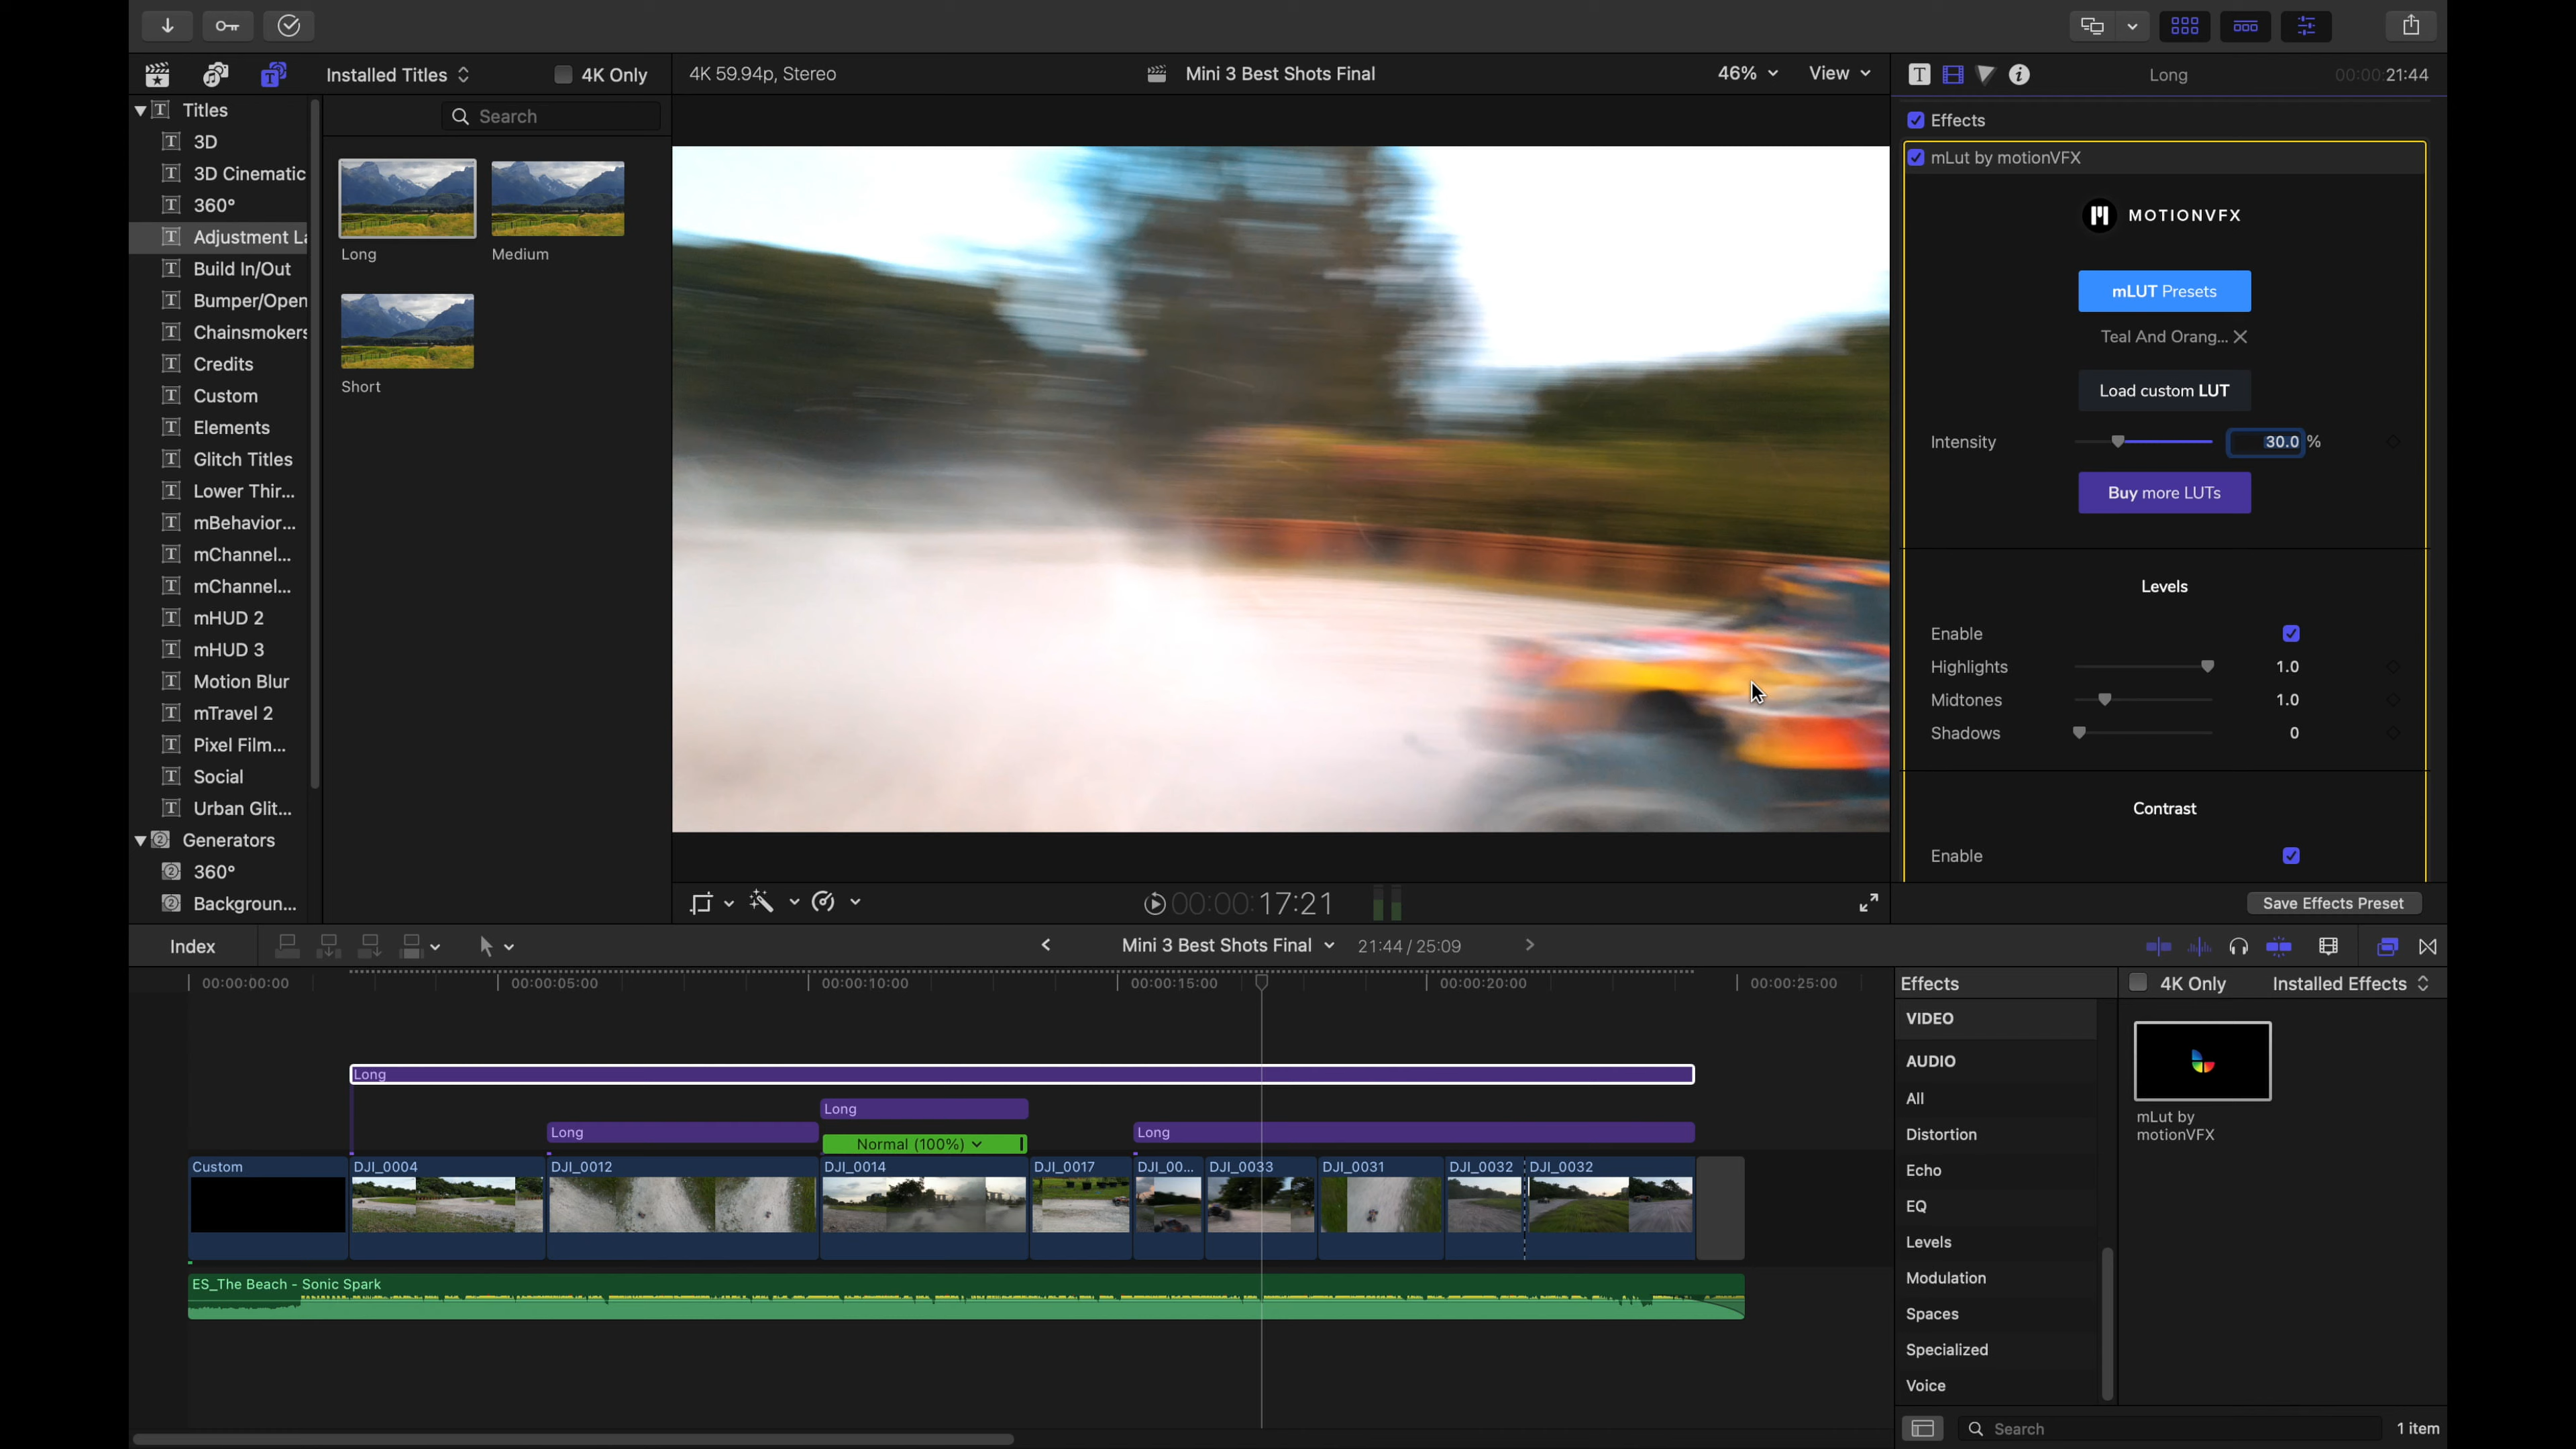 Installed Titles
4K Only
4K 59.94p, Stereo
Mini 3 Best Shots Final
46%
View
Long
00:00:21:44
Titles
3D
3D Cinematic
360°
Adjustment La
Build In/Out
Bumper/Open
Chainsmokers
Credits
Custom
Elements
Glitch Titles
Lower Thir...
mBehavior...
mChannel...
mChannel...
mHUD 2
mHUD 3
Motion Blur
mTravel 2
Pixel Film...
Social
Urban Glit...
Generators
360°
Backgroun...
Search
Long
Medium
Short
00:00:17:21
Effects
mLut by motionVFX
MOTIONVFX
mLUT Presets
Teal And Orang...
Load custom LUT
Intensity 30.0 %
Buy more LUTs
Levels
Enable
Highlights 1.0
Midtones 1.0
Shadows 0
Contrast
Enable
Save Effects Preset
Index
Mini 3 Best Shots Final
21:44 / 25:09
00:00:00:00
00:00:05:00
00:00:10:00
00:00:15:00
00:00:20:00
00:00:25:00
Long
Long
Long
Long
Normal (100%)
Custom
DJI_0004
DJI_0012
DJI_0014
DJI_0017
DJI_00...
DJI_0033
DJI_0031
DJI_0032
DJI_0032
ES_The Beach - Sonic Spark
Effects
4K Only
Installed Effects
VIDEO
AUDIO
All
Distortion
Echo
EQ
Levels
Modulation
Spaces
Specialized
Voice
mLut by
motionVFX
Search
1 item